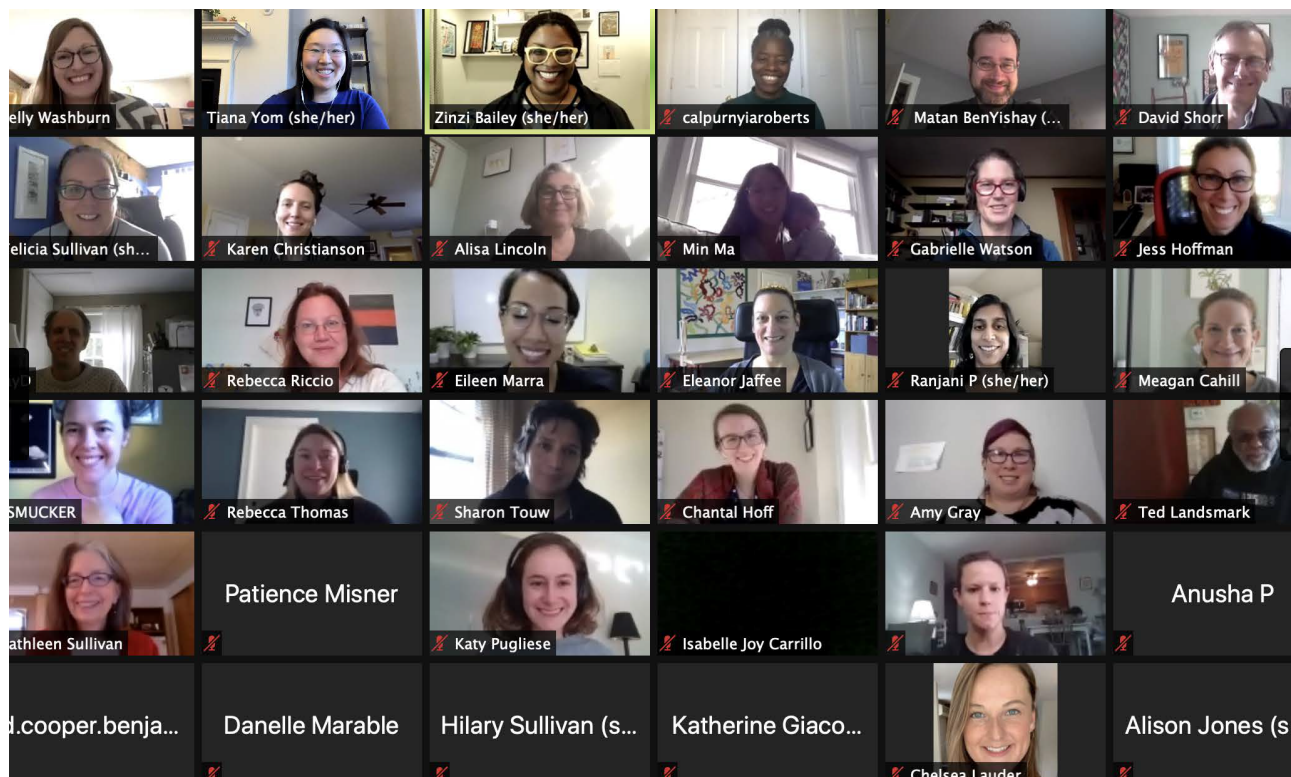 elly Washburn
Tiana Yom (she/her)
Zinzi Bailey (she/her)
calpurnyiaroberts
Matan BenYishay (...
David Shorr
elicia Sullivan (sh...
Karen Christianson
Alisa Lincoln
Min Ma
Gabrielle Watson
Jess Hoffman
yD
Rebecca Riccio
Eileen Marra
Eleanor Jaffee
Ranjani P (she/her)
Meagan Cahill
SMUCKER
Rebecca Thomas
Sharon Touw
Chantal Hoff
Amy Gray
Ted Landsmark
athleen Sullivan
Patience Misner
Katy Pugliese
Isabelle Joy Carrillo
Anusha P
d.cooper.benja...
Danelle Marable
Hilary Sullivan (s...
Katherine Giaco...
Chelsea Lauder
Alison Jones (s